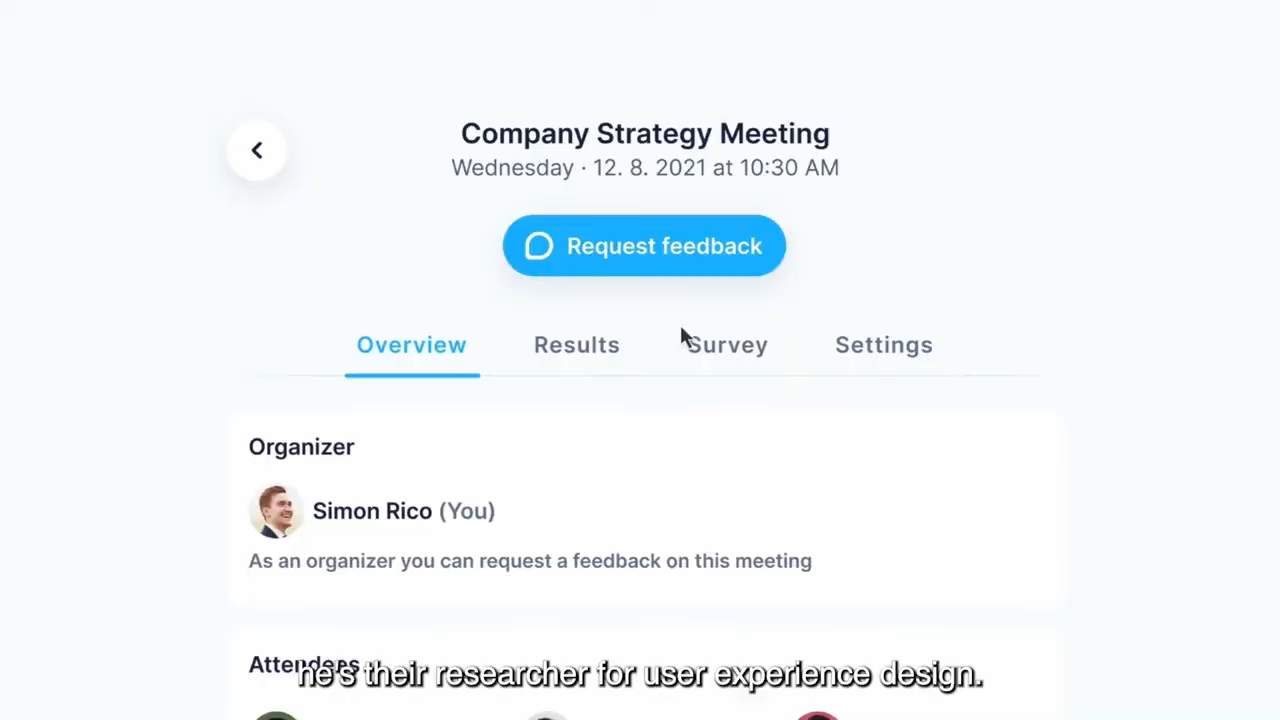 Company Strategy Meeting
Wednesday · 12. 8. 2021 at 10:30 AM
Request feedback
Overview Results Survey Settings
Organizer
Simon Rico (You)
As an organizer you can request a feedback on this meeting
Attendees
he's their researcher for user experience design.